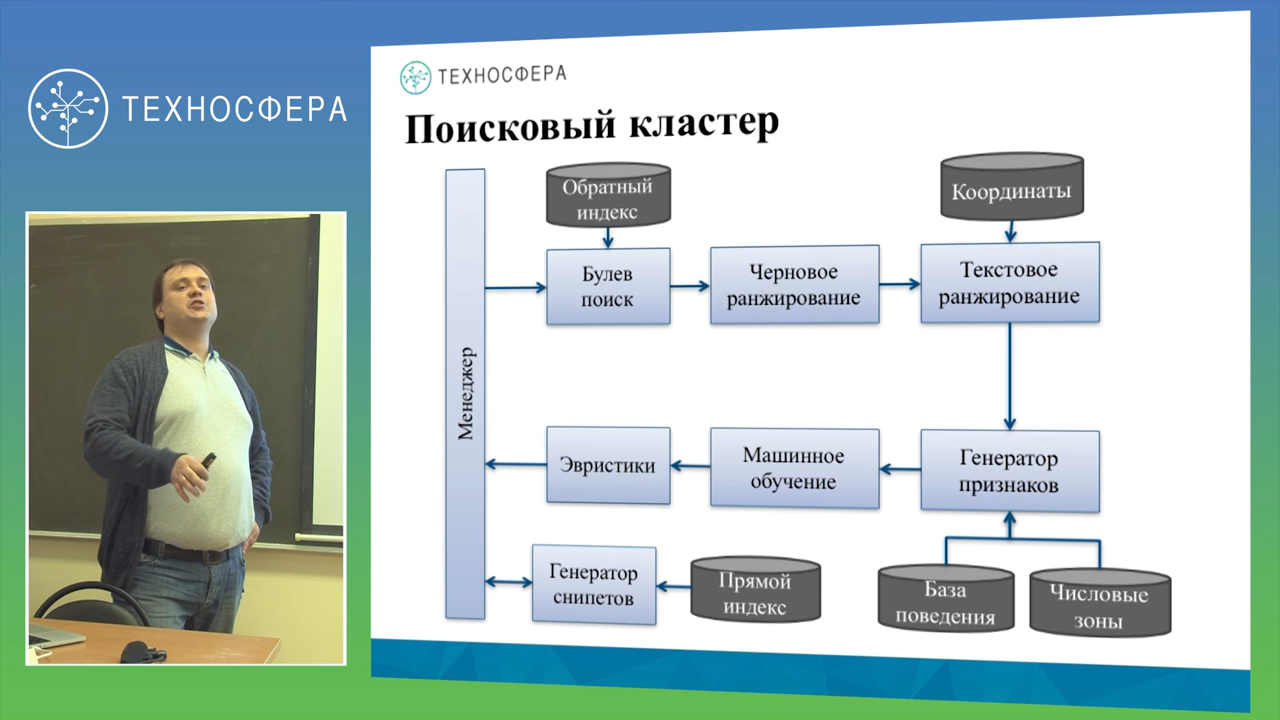 ТЕХНОСФЕРА
ТЕХНОСФЕРА
Поисковый кластер
Менеджер
Обратный
индекс
Координаты
Булев
поиск
Черновое
ранжирование
Текстовое
ранжирование
Эвристики
Машинное
обучение
Генератор
признаков
Генератор
снипетов
Прямой
индекс
База
поведения
Числовые
зоны